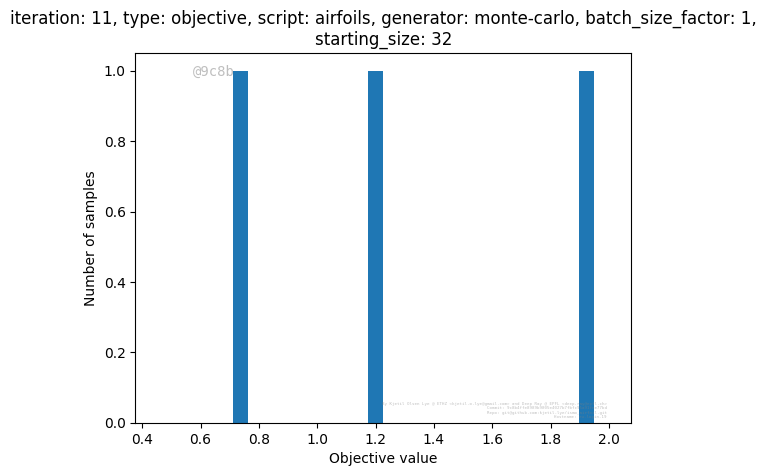 iteration: 11, type: objective, script: airfoils, generator: monte-carlo, batch_size_factor: 1,
starting_size: 32
@9c8b
1.0
0.8
0.6
0.4
0.2
0.0
Number of samples
0.4 0.6 0.8 1.0 1.2 1.4 1.6 1.8 2.0
Objective value